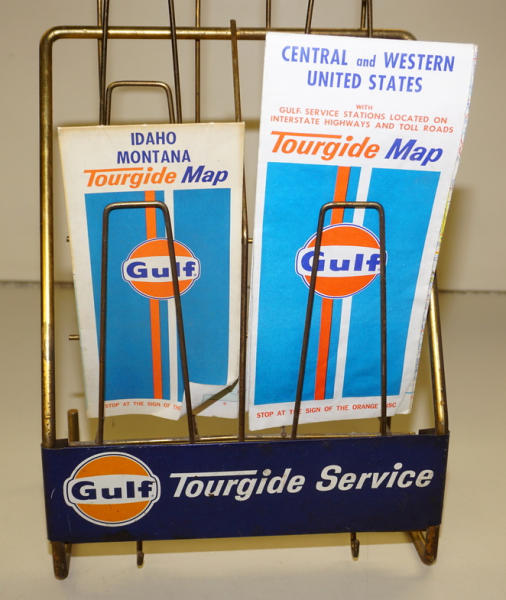 IDAHO
MONTANA
Tourgide Map
Gulf
STOP AT THE SIGN OF THE
CENTRAL and WESTERN
UNITED STATES
WITH
GULF SERVICE STATIONS LOCATED ON
INTERSTATE HIGHWAYS AND TOLL ROADS
Tourgide Map
Gulf
STOP AT THE SIGN OF THE ORANGE DISC
Gulf Tourgide Service